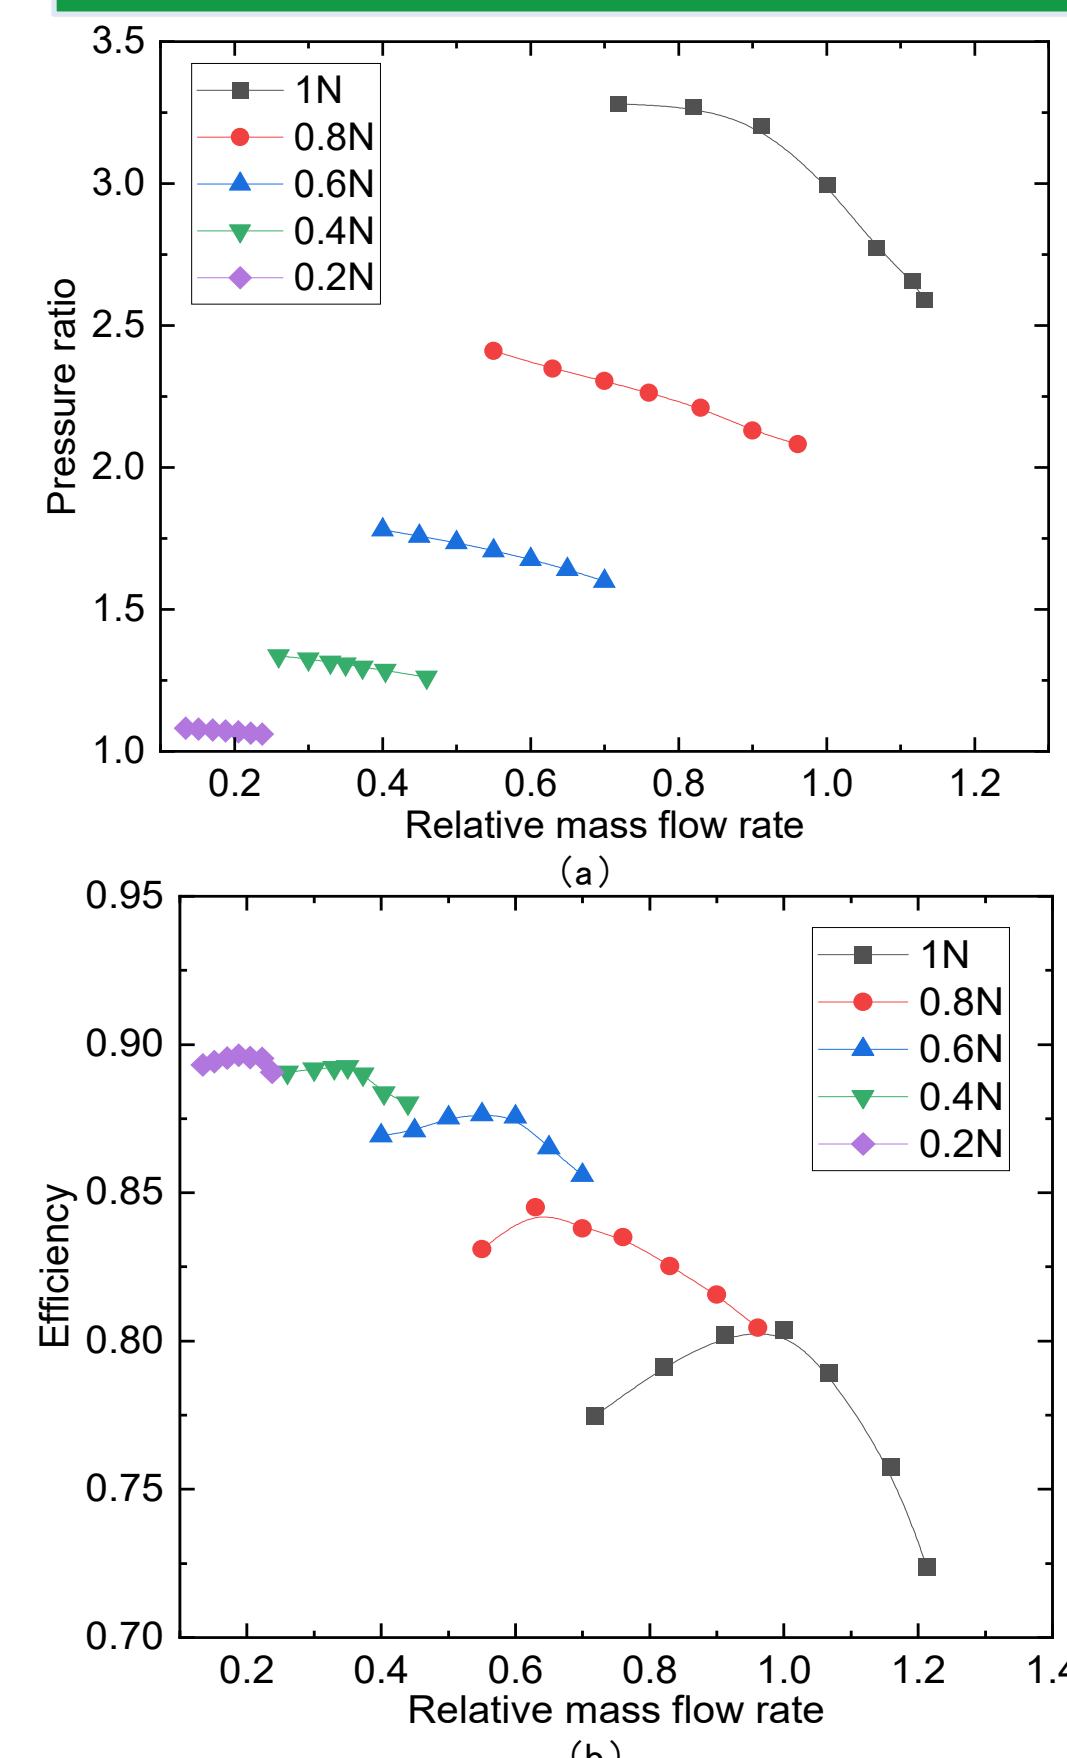 3.5
1N
0.8N
0.6N
0.4N
0.2N
3.0
2.5
2.0
1.5
1.0
Pressure ratio
0.2 0.4 0.6 0.8 1.0 1.2
Relative mass flow rate
(a)
0.95
1N
0.8N
0.6N
0.4N
0.2N
0.90
0.85
0.80
0.75
0.70
Efficiency
0.2 0.4 0.6 0.8 1.0 1.2 1.4
Relative mass flow rate
(b)